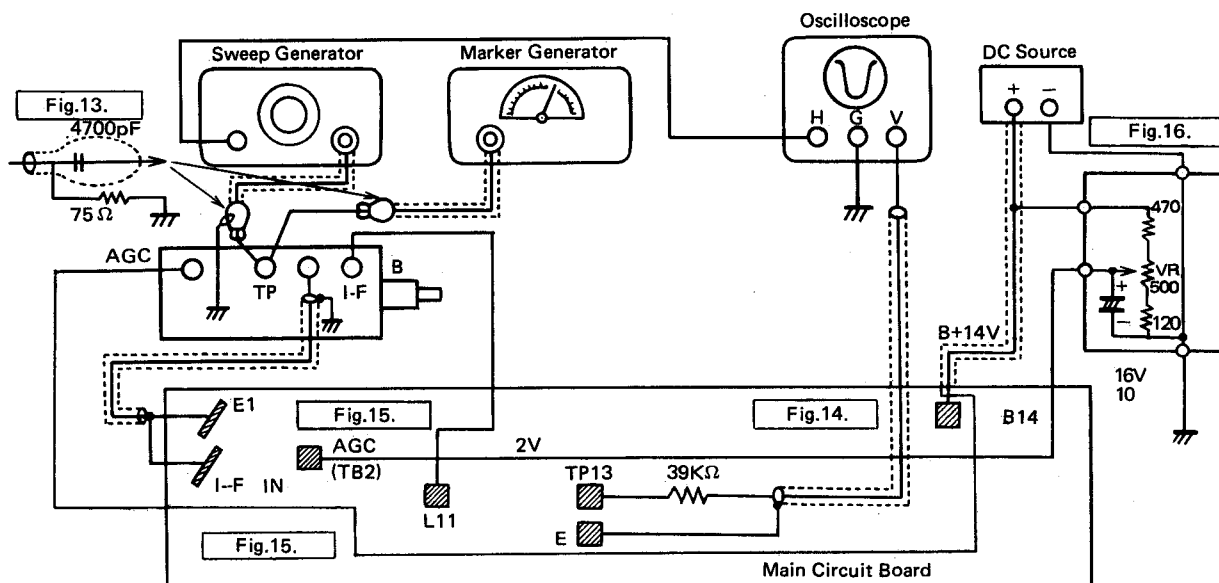 Oscilloscope
Sweep Generator
Marker Generator
DC Source
+ −
Fig.13.
4700pF
H G V
Fig.16.
75Ω
470
AGC
TP
I-F
B
VR
500
+
−
120
B+14V
16V
10
E1
Fig.15.
Fig.14.
B14
AGC
(TB2)
2V
I--F IN
TP13
39KΩ
L11
E
Fig.15.
Main Circuit Board